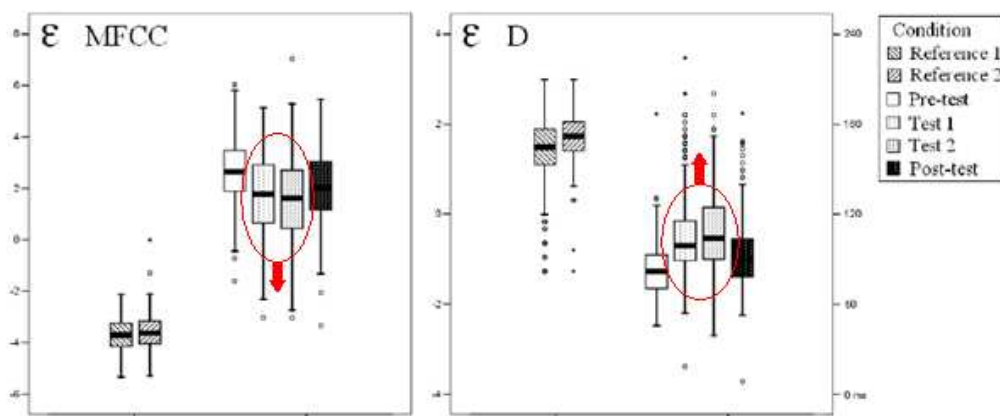 ε MFCC
8
6
4
2
0
-2
-4
-6
ε D
4
2
0
-2
-4
240
180
120
60
0 ms
Condition
Reference 1
Reference 2
Pre-test
Test 1
Test 2
Post-test